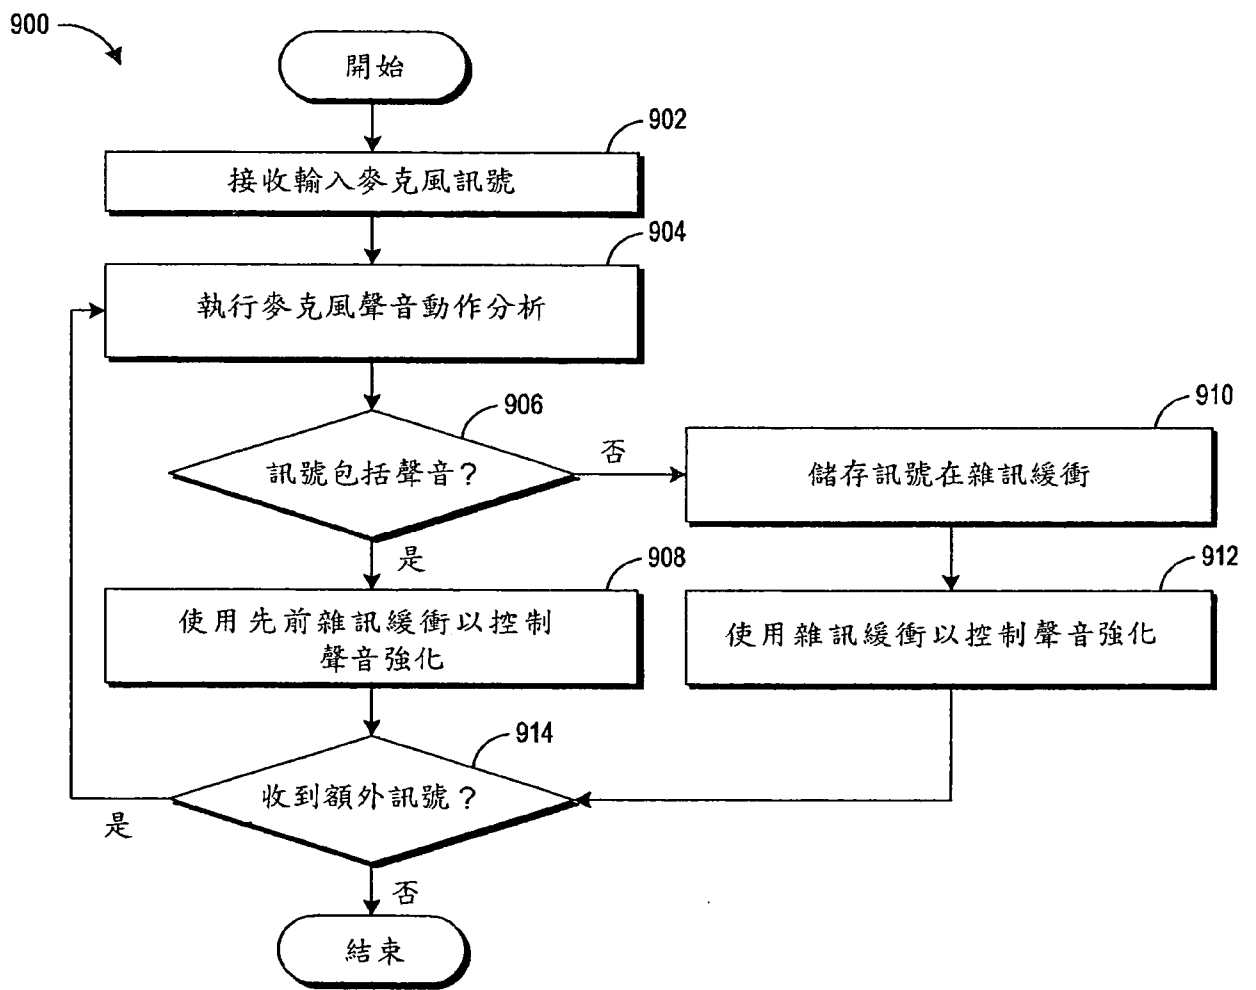 900
開始
902
接收輸入麥克風訊號
904
執行麥克風聲音動作分析
906
訊號包括聲音?
否
910
儲存訊號在雜訊緩衝
是
908
使用先前雜訊緩衝以控制
聲音強化
912
使用雜訊緩衝以控制聲音強化
914
收到額外訊號?
是
否
結束